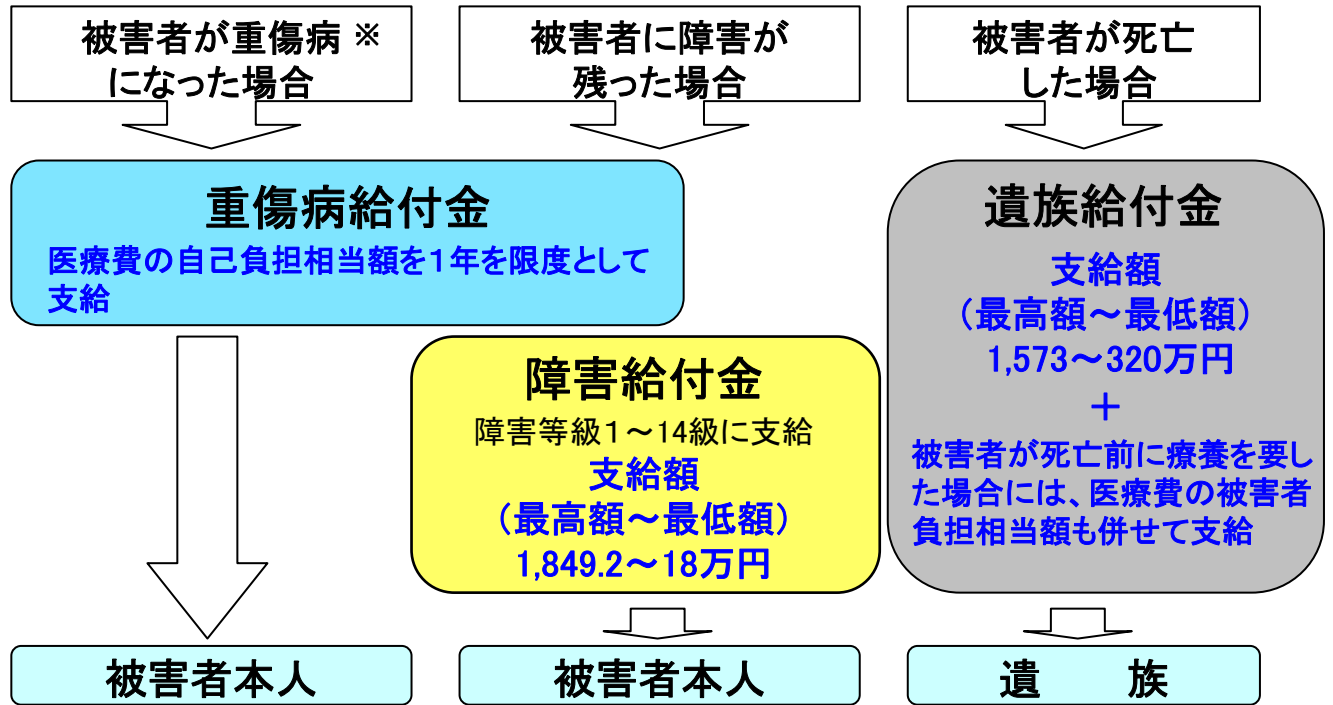 被害者が重傷病※
になった場合
被害者に障害が
残った場合
被害者が死亡
した場合
重傷病給付金
医療費の自己負担相当額を1年を限度として
支給
障害給付金
障害等級1～14級に支給
支給額
(最高額～最低額)
1,849.2～18万円
遺族給付金
支給額
(最高額～最低額)
1,573～320万円
＋
被害者が死亡前に療養を要し
た場合には、医療費の被害者
負担相当額も併せて支給
被害者本人
被害者本人
遺　族